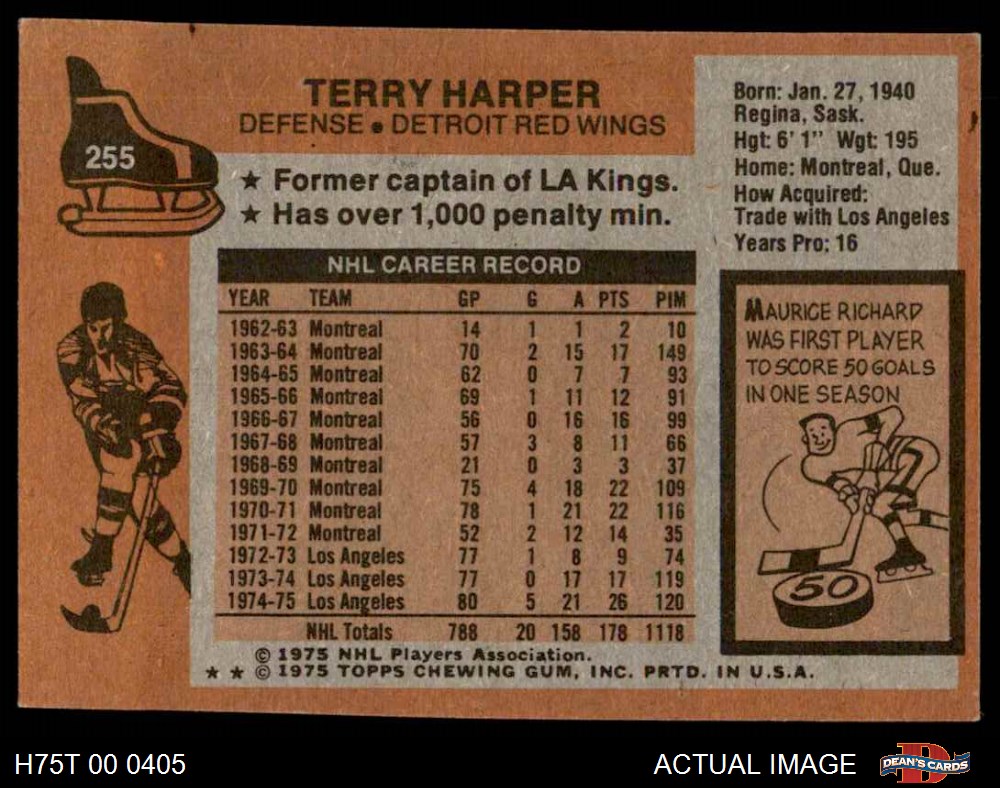 255
TERRY HARPER
DEFENSE • DETROIT RED WINGS
★ Former captain of LA Kings.
★ Has over 1,000 penalty min.
Born: Jan. 27, 1940
Regina, Sask.
Hgt: 6' 1" Wgt: 195
Home: Montreal, Que.
How Acquired:
Trade with Los Angeles
Years Pro: 16
NHL CAREER RECORD
YEAR TEAM GP G A PTS PIM
1962-63 Montreal 14 1 1 2 10
1963-64 Montreal 70 2 15 17 149
1964-65 Montreal 62 0 7 7 93
1965-66 Montreal 69 1 11 12 91
1966-67 Montreal 56 0 16 16 99
1967-68 Montreal 57 3 8 11 66
1968-69 Montreal 21 0 3 3 37
1969-70 Montreal 75 4 18 22 109
1970-71 Montreal 78 1 21 22 116
1971-72 Montreal 52 2 12 14 35
1972-73 Los Angeles 77 1 8 9 74
1973-74 Los Angeles 77 0 17 17 119
1974-75 Los Angeles 80 5 21 26 120
NHL Totals 788 20 158 178 1118
© 1975 NHL Players Association.
★ ★ © 1975 TOPPS CHEWING GUM, INC. PRTD. IN U.S.A.
MAURICE RICHARD
WAS FIRST PLAYER
TO SCORE 50 GOALS
IN ONE SEASON
50
H75T 00 0405
ACTUAL IMAGE
D
DEAN'S CARDS